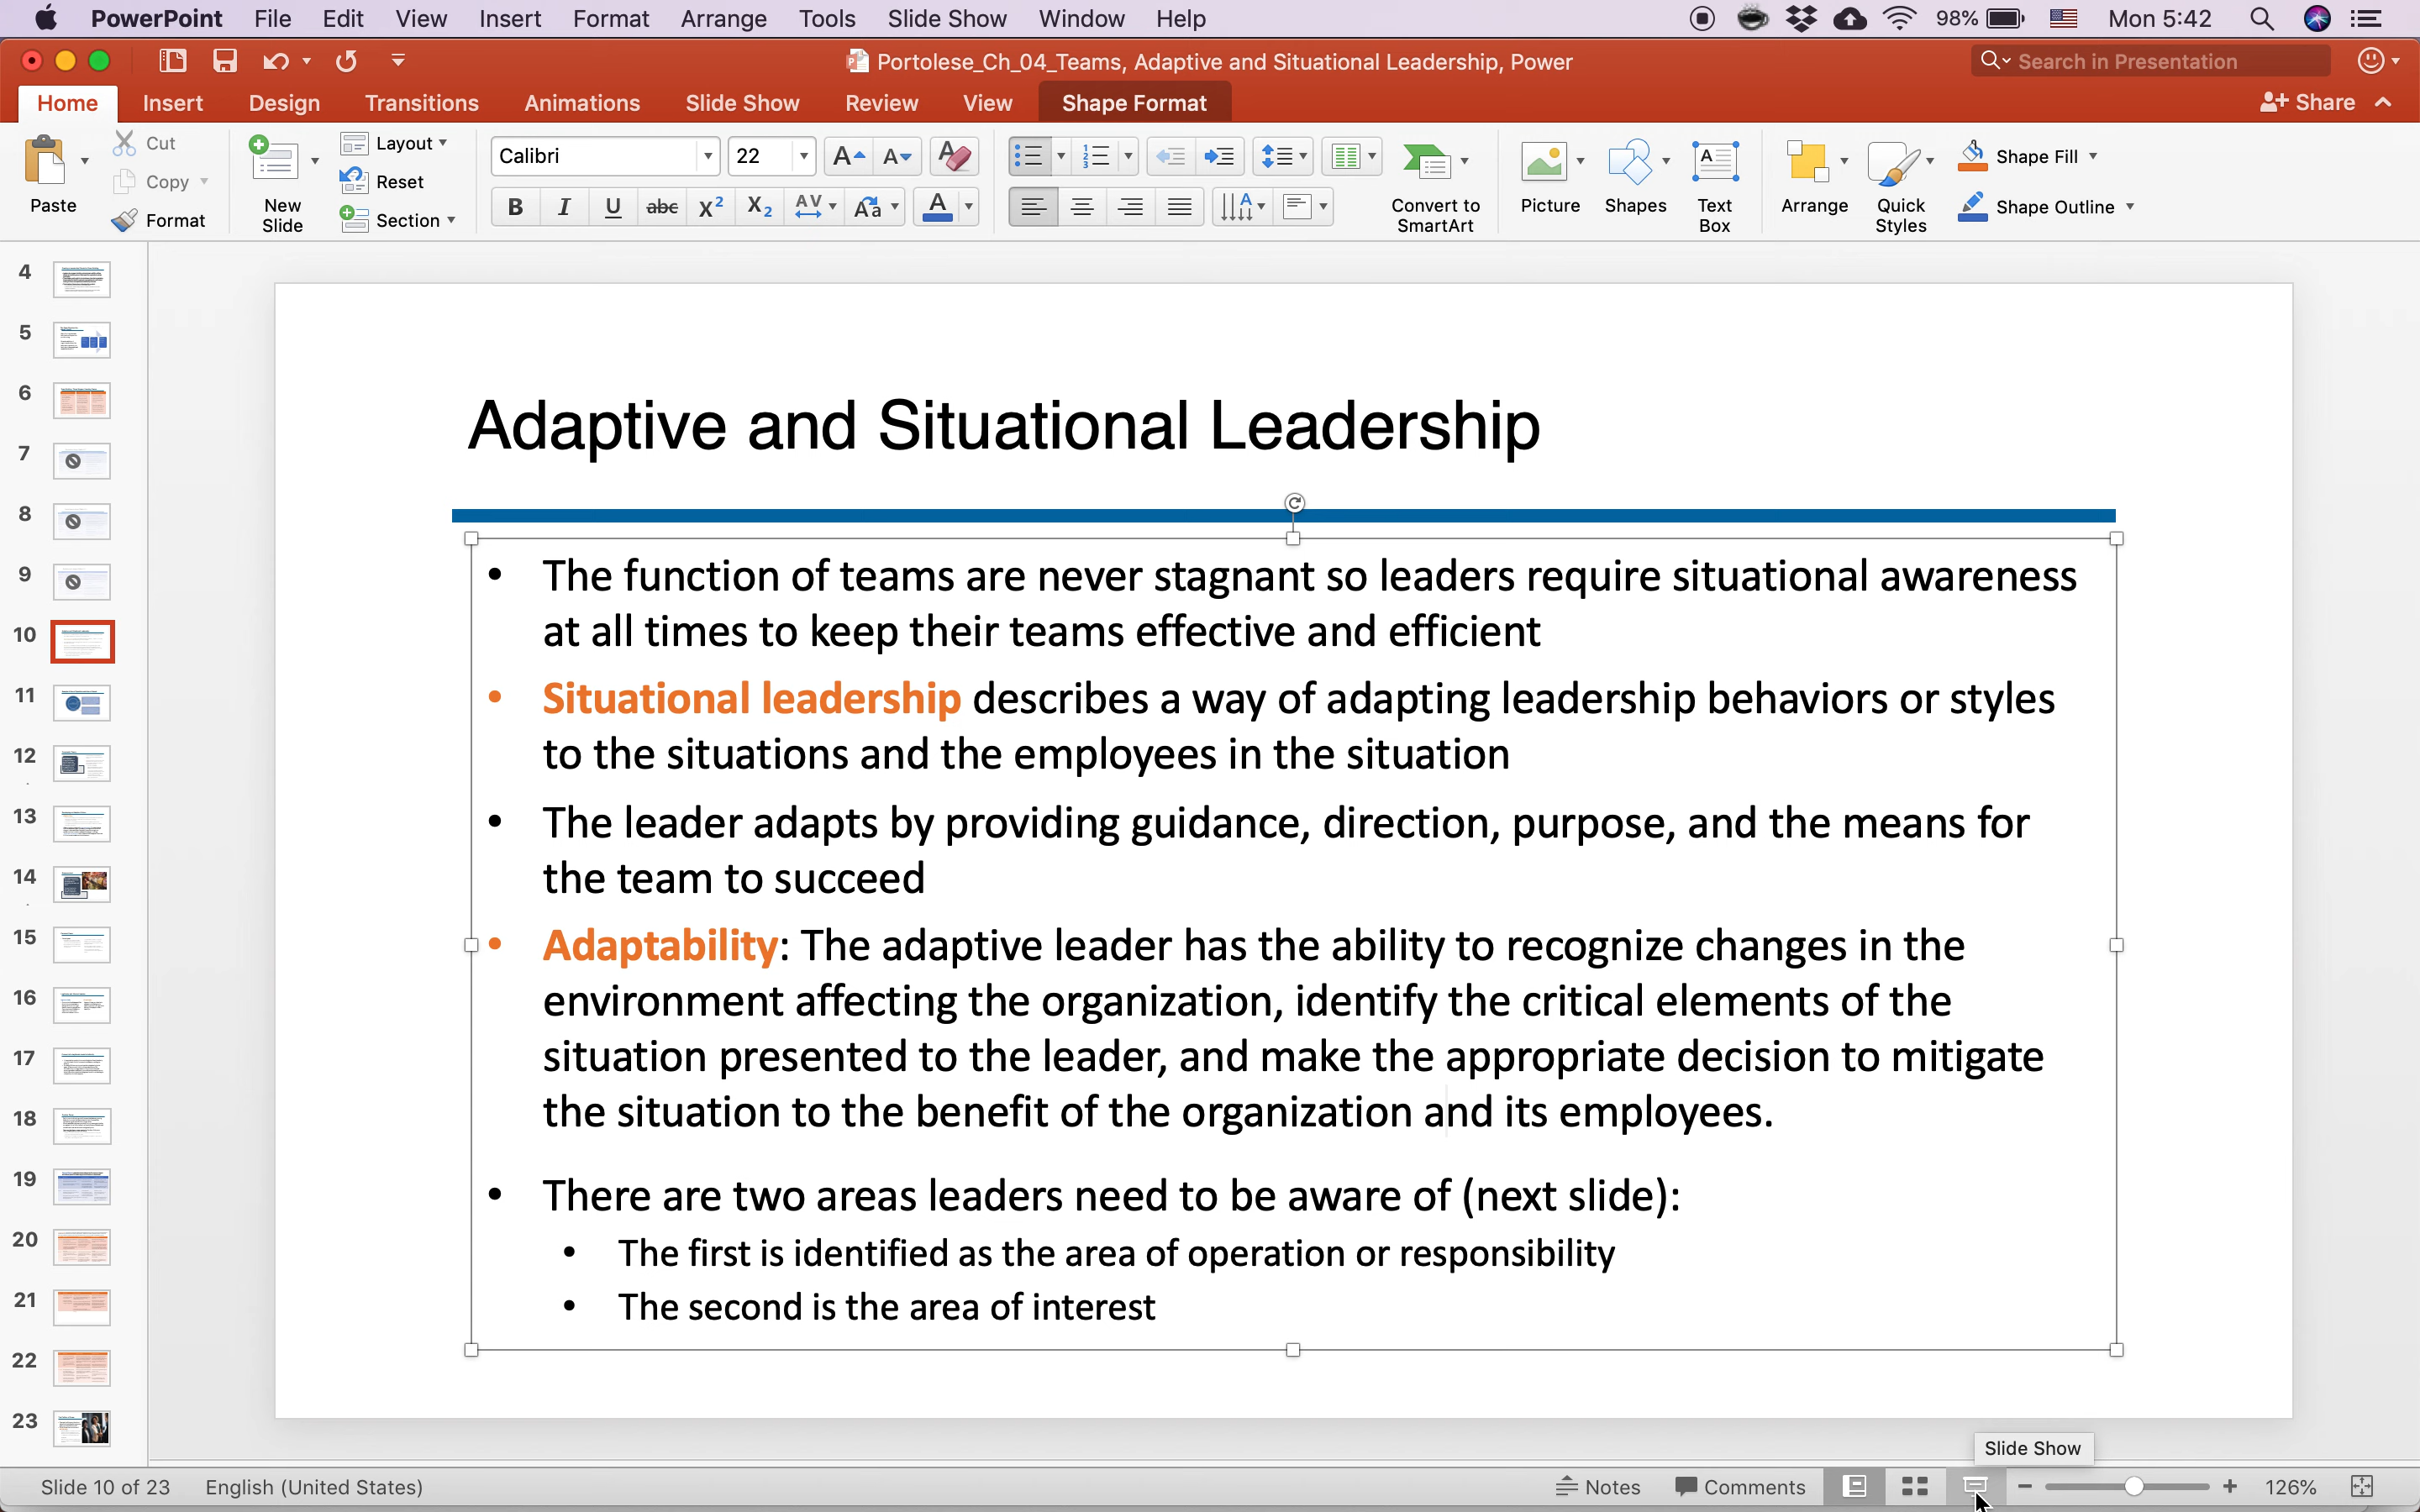 PowerPoint File Edit View Insert Format Arrange Tools Slide Show Window Help 98% Mon 5:42
Portolese_Ch_04_Teams, Adaptive and Situational Leadership, Power
Search in Presentation
Home Insert Design Transitions Animations Slide Show Review View Shape Format Share
Paste
Cut
Copy
Format
New
Slide
Layout
Reset
Section
Calibri 22
Convert to
SmartArt
Picture
Shapes
Text
Box
Arrange
Quick
Styles
Shape Fill
Shape Outline
4
5
6
7
8
9
10
11
12
13
14
15
16
17
18
19
20
21
22
23
Adaptive and Situational Leadership
• The function of teams are never stagnant so leaders require situational awareness
at all times to keep their teams effective and efficient
• Situational leadership describes a way of adapting leadership behaviors or styles
to the situations and the employees in the situation
• The leader adapts by providing guidance, direction, purpose, and the means for
the team to succeed
• Adaptability: The adaptive leader has the ability to recognize changes in the
environment affecting the organization, identify the critical elements of the
situation presented to the leader, and make the appropriate decision to mitigate
the situation to the benefit of the organization and its employees.
• There are two areas leaders need to be aware of (next slide):
• The first is identified as the area of operation or responsibility
• The second is the area of interest
Slide Show
Slide 10 of 23 English (United States) Notes Comments 126%